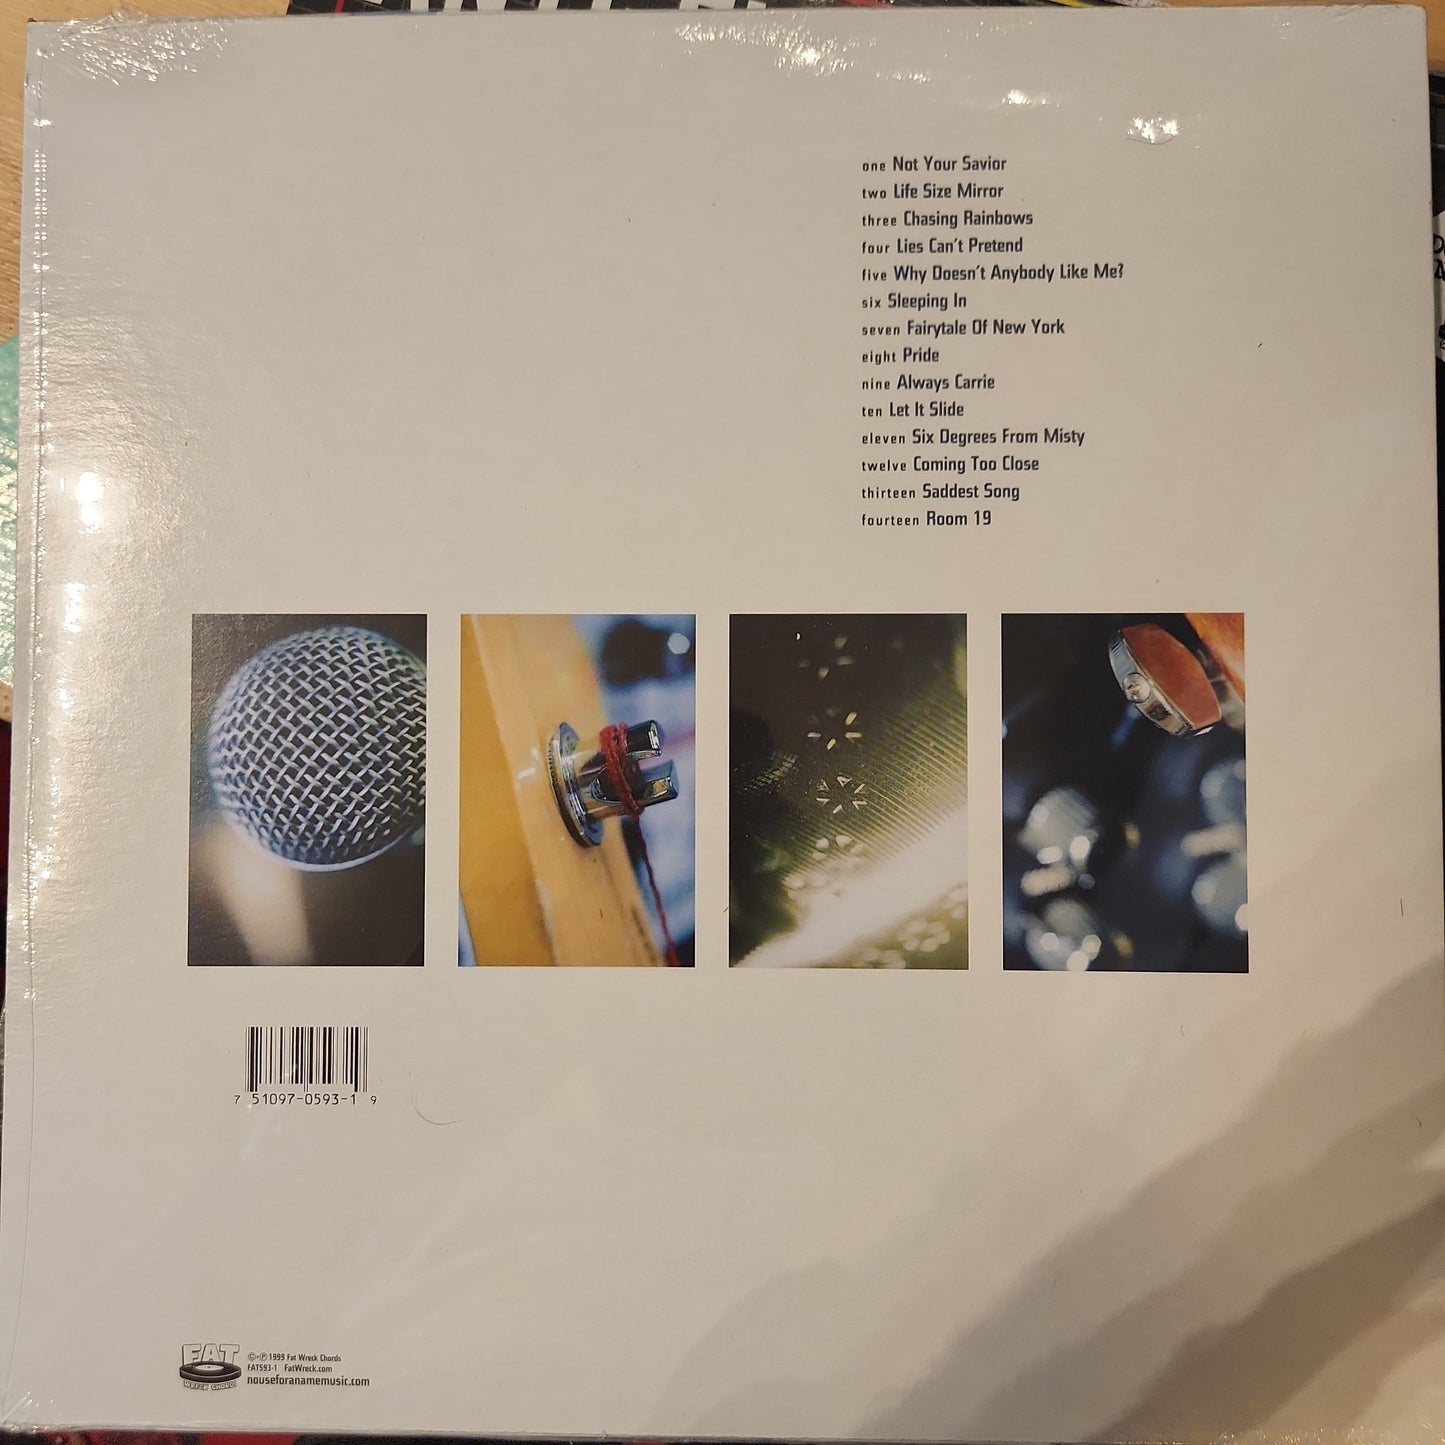 one Not Your Savior
two Life Size Mirror
three Chasing Rainbows
four Lies Can't Pretend
five Why Doesn't Anybody Like Me?
six Sleeping In
seven Fairytale Of New York
eight Pride
nine Always Carrie
ten Let It Slide
eleven Six Degrees From Misty
twelve Coming Too Close
thirteen Saddest Song
fourteen Room 19
7 51097-0593-1 9
FAT
WRECK CHORDS
©+℗ 1999 Fat Wreck Chords
FAT593-1 FatWreck.com
nouseforanamemusic.com